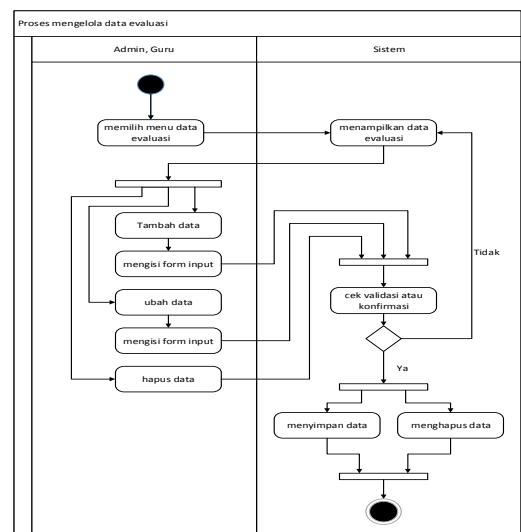 Proses mengelola data evaluasi
Admin, Guru
Sistem
memilih menu data
evaluasi
menampilkan data
evaluasi
Tambah data
mengisi form input
Tidak
ubah data
cek validasi atau
konfirmasi
mengisi form input
Ya
hapus data
menyimpan data
menghapus data